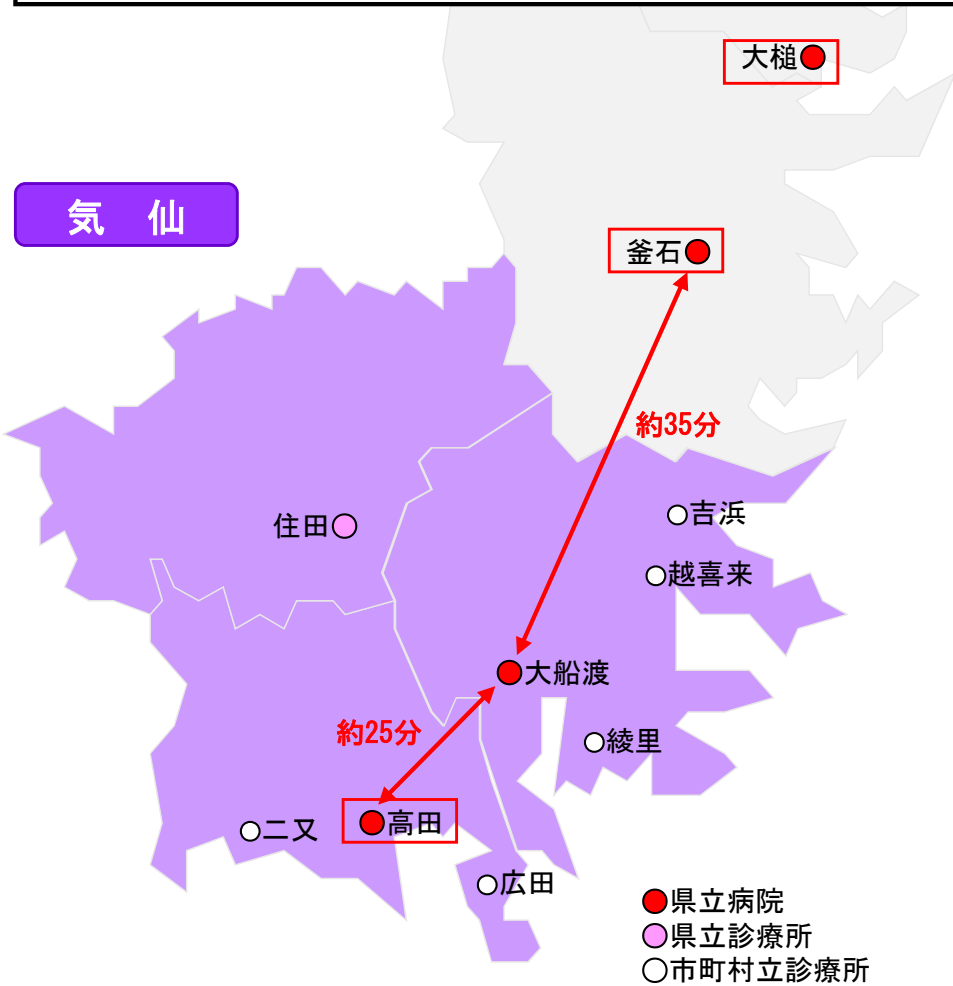 大槌
気 仙
釜石
約35分
吉浜
住田
越喜来
大船渡
約25分
綾里
高田
二又
広田
県立病院
県立診療所
市町村立診療所